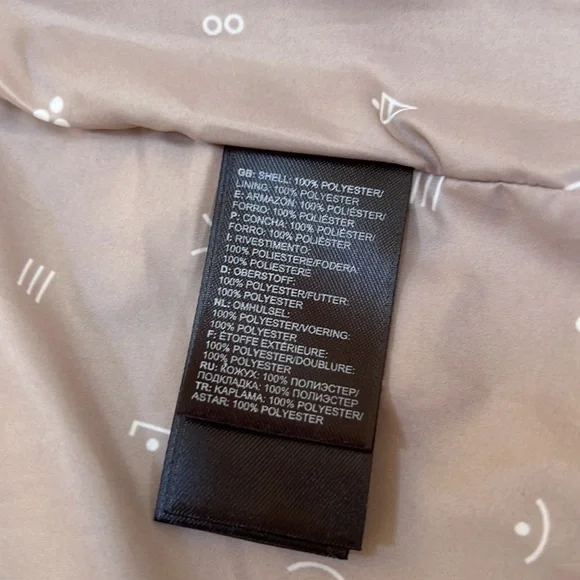 GB: SHELL: 100% POLYESTER/
LINING: 100% POLYESTER
E: ARMAZÓN: 100% POLIÉSTER/
FORRO: 100% POLIÉSTER
P: CONCHA: 100% POLIÉSTER/
FORRO: 100% POLIÉSTER
I: RIVESTIMENTO:
100% POLIESTERE/FODERA:
100% POLIESTERE
D: OBERSTOFF:
100% POLYESTER/FUTTER:
100% POLYESTER
NL: OMHULSEL:
100% POLYESTER/VOERING:
100% POLYESTER
F: ÉTOFFE EXTÉRIEURE:
100% POLYESTER/DOUBLURE:
100% POLYESTER
RU: КОЖУХ: 100% ПОЛИЭСТЕР/
ПОДКЛАДКА: 100% ПОЛИЭСТЕР
TR: KAPLAMA: 100% POLYESTER/
ASTAR: 100% POLYESTER